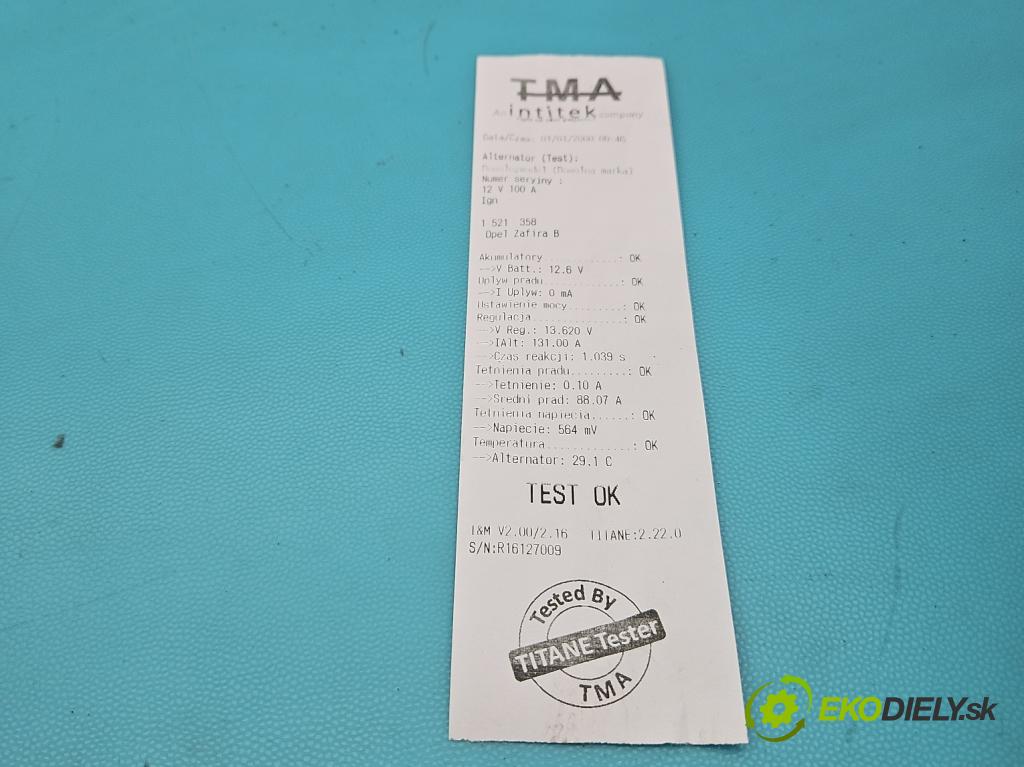 TMA
An intitek company
Data/Czas: 01/01/2000 00:46
Alternator (Test):
(Dowolna marka)
Numer seryjny :
12 V 100 A
Ign
1 521 358
Opel Zafira B
Akumulatory..............: OK
-->V Batt.: 12.6 V
Uplyw pradu..............: OK
-->I Uplyw: 0 mA
Ustawienie mocy..........: OK
Regulacja................: OK
-->V Reg.: 13.620 V
-->IAlt: 131.00 A
-->Czas reakcji: 1.039 s
Tetnienia pradu.........: OK
-->Tetnienie: 0.10 A
-->Sredni prad: 88.07 A
Tetnienia napiecia......: OK
-->Napiecie: 564 mV
Temperatura.............: OK
-->Alternator: 29.1 C
TEST OK
I&M V2.00/2.16 TITANE:2.22.0
S/N:R16127009
Tested By
TITANE Tester
TMA
EKODIELY.sk